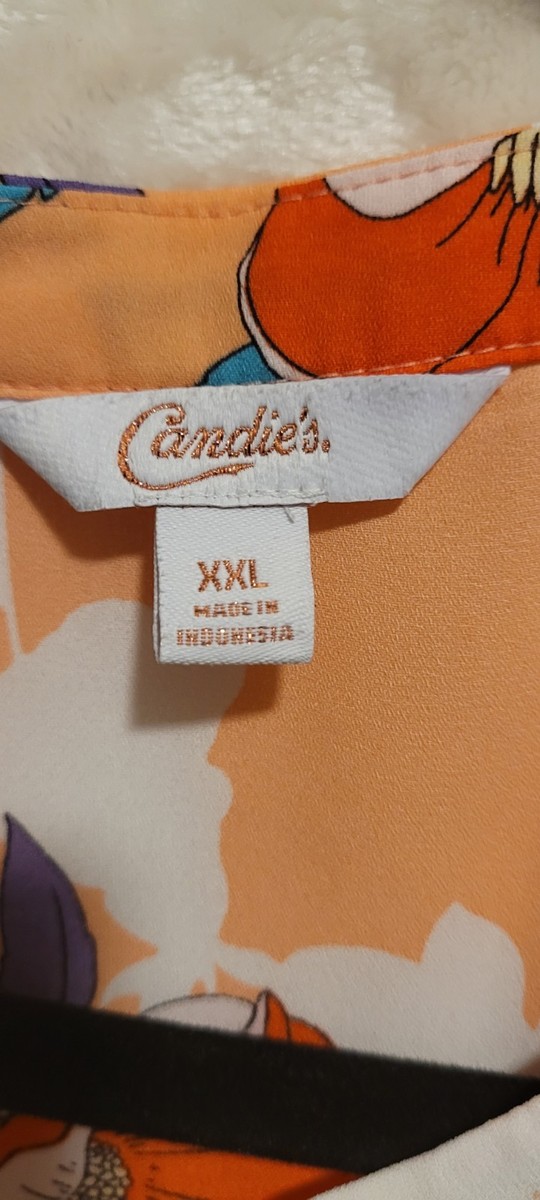 Candie's.
XXL
MADE IN
INDONESIA